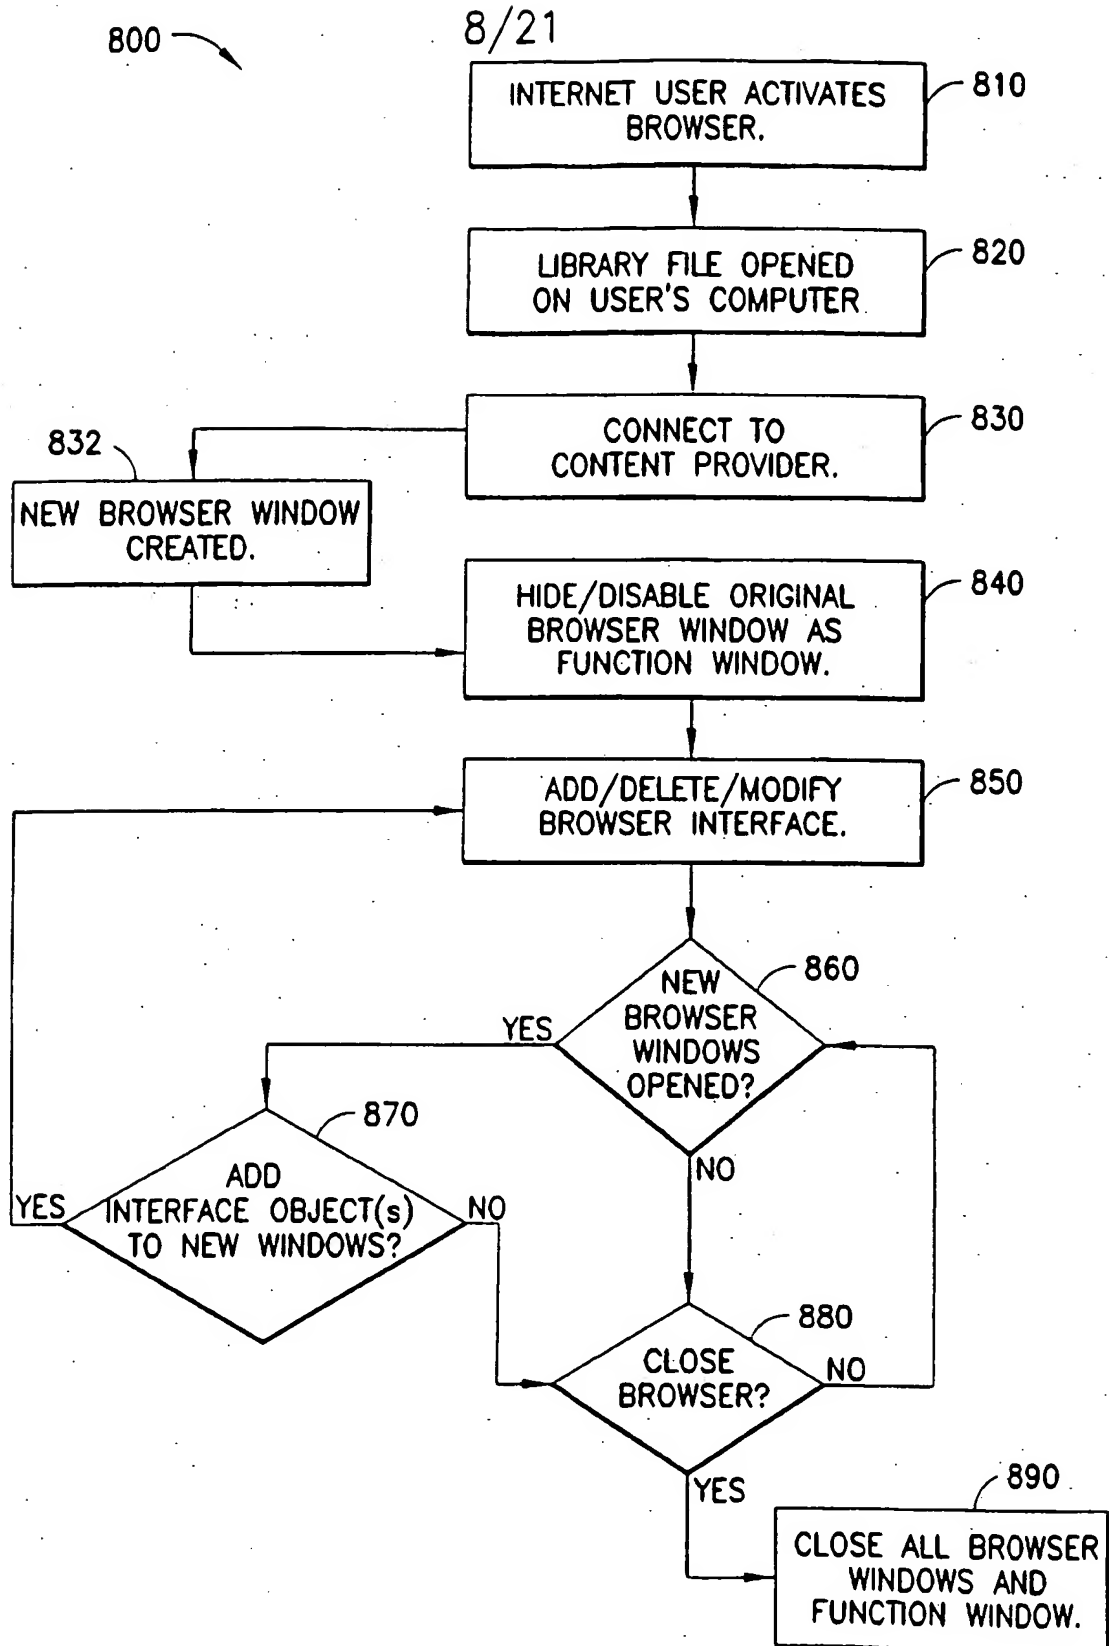 8/21
800
INTERNET USER ACTIVATES
BROWSER.
810
LIBRARY FILE OPENED
ON USER'S COMPUTER
820
CONNECT TO
CONTENT PROVIDER.
830
832
NEW BROWSER WINDOW
CREATED.
HIDE/DISABLE ORIGINAL
BROWSER WINDOW AS
FUNCTION WINDOW.
840
ADD/DELETE/MODIFY
BROWSER INTERFACE.
850
NEW
BROWSER
WINDOWS
OPENED?
860
YES
NO
870
ADD
INTERFACE OBJECT(s)
TO NEW WINDOWS?
YES
NO
880
CLOSE
BROWSER?
NO
YES
890
CLOSE ALL BROWSER
WINDOWS AND
FUNCTION WINDOW.